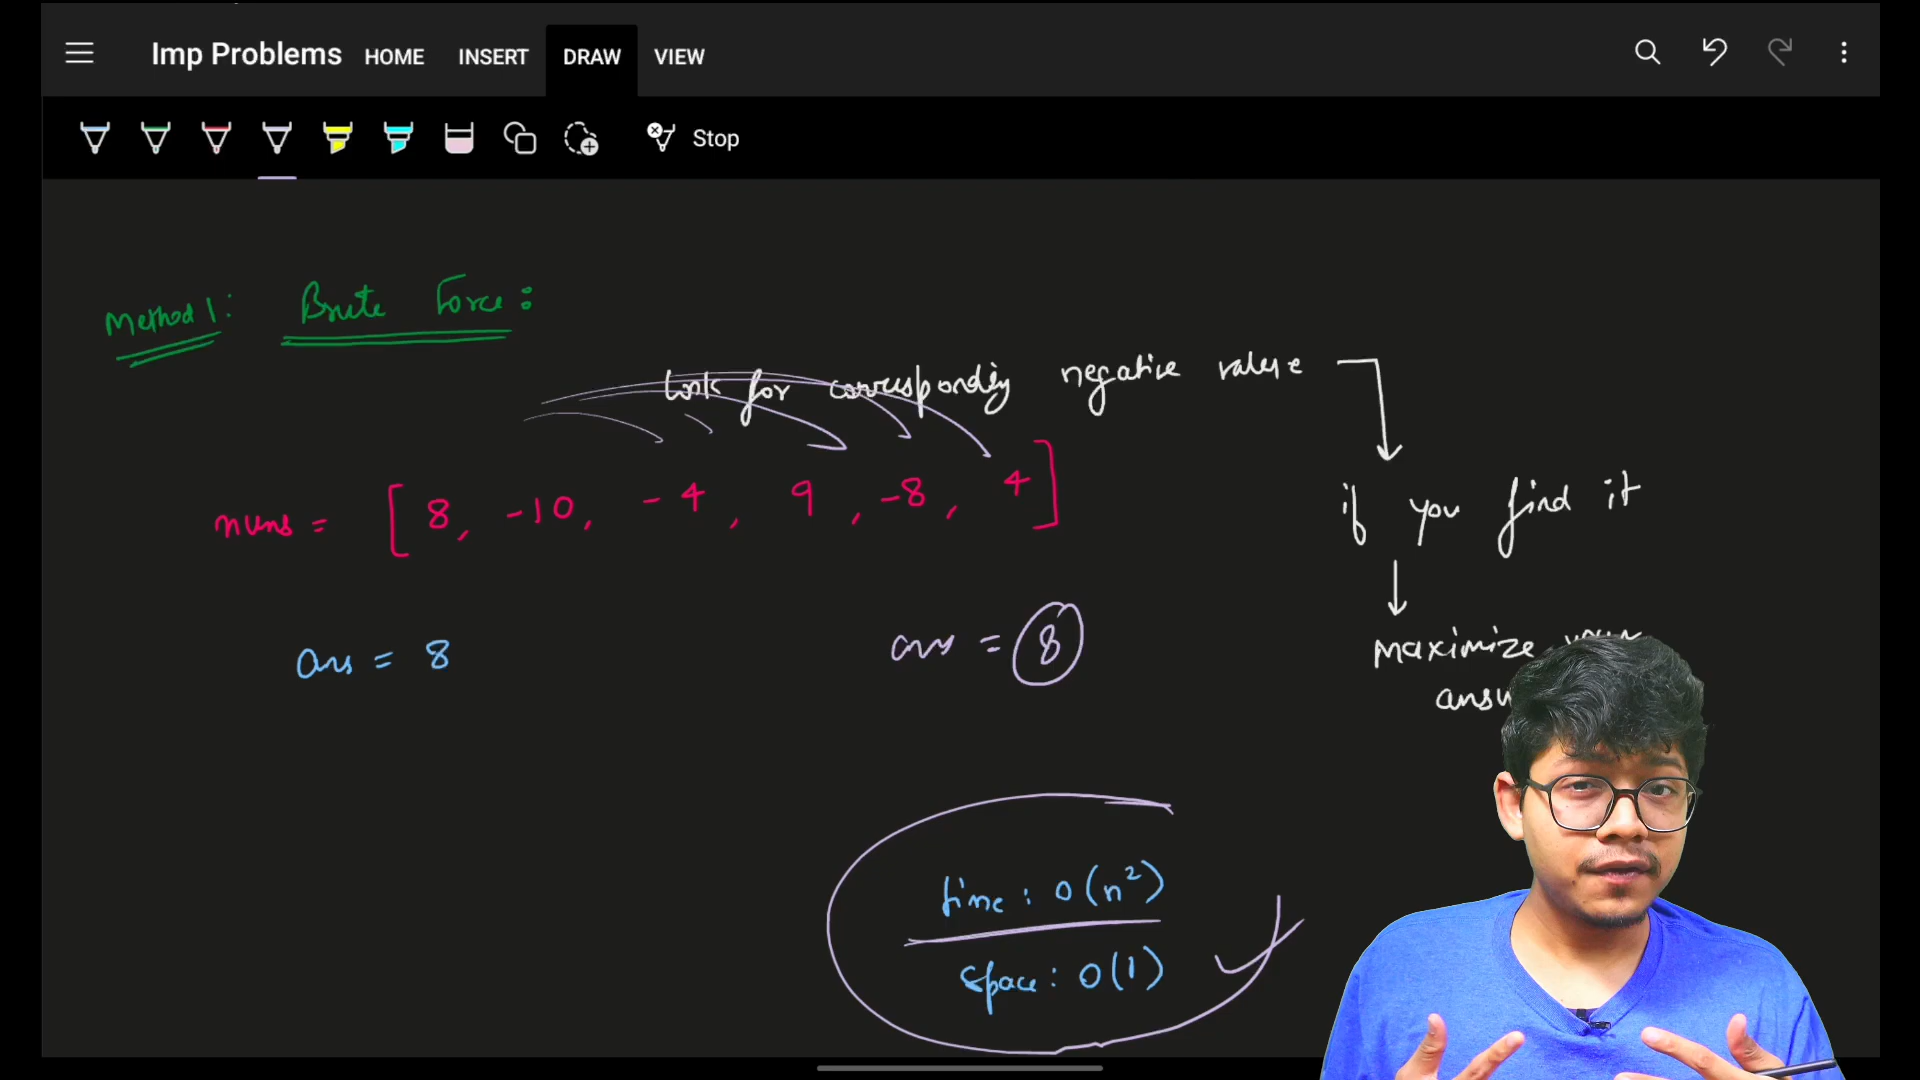 Imp Problems HOME INSERT DRAW VIEW
Stop
Method 1: Brute Force:
look for corresponding negative value
nums = [ 8, -10, -4, 9, -8, 4 ]
if you find it
ans = 8
ans = 8
maximize your
time: O(n²)
space: O(1)